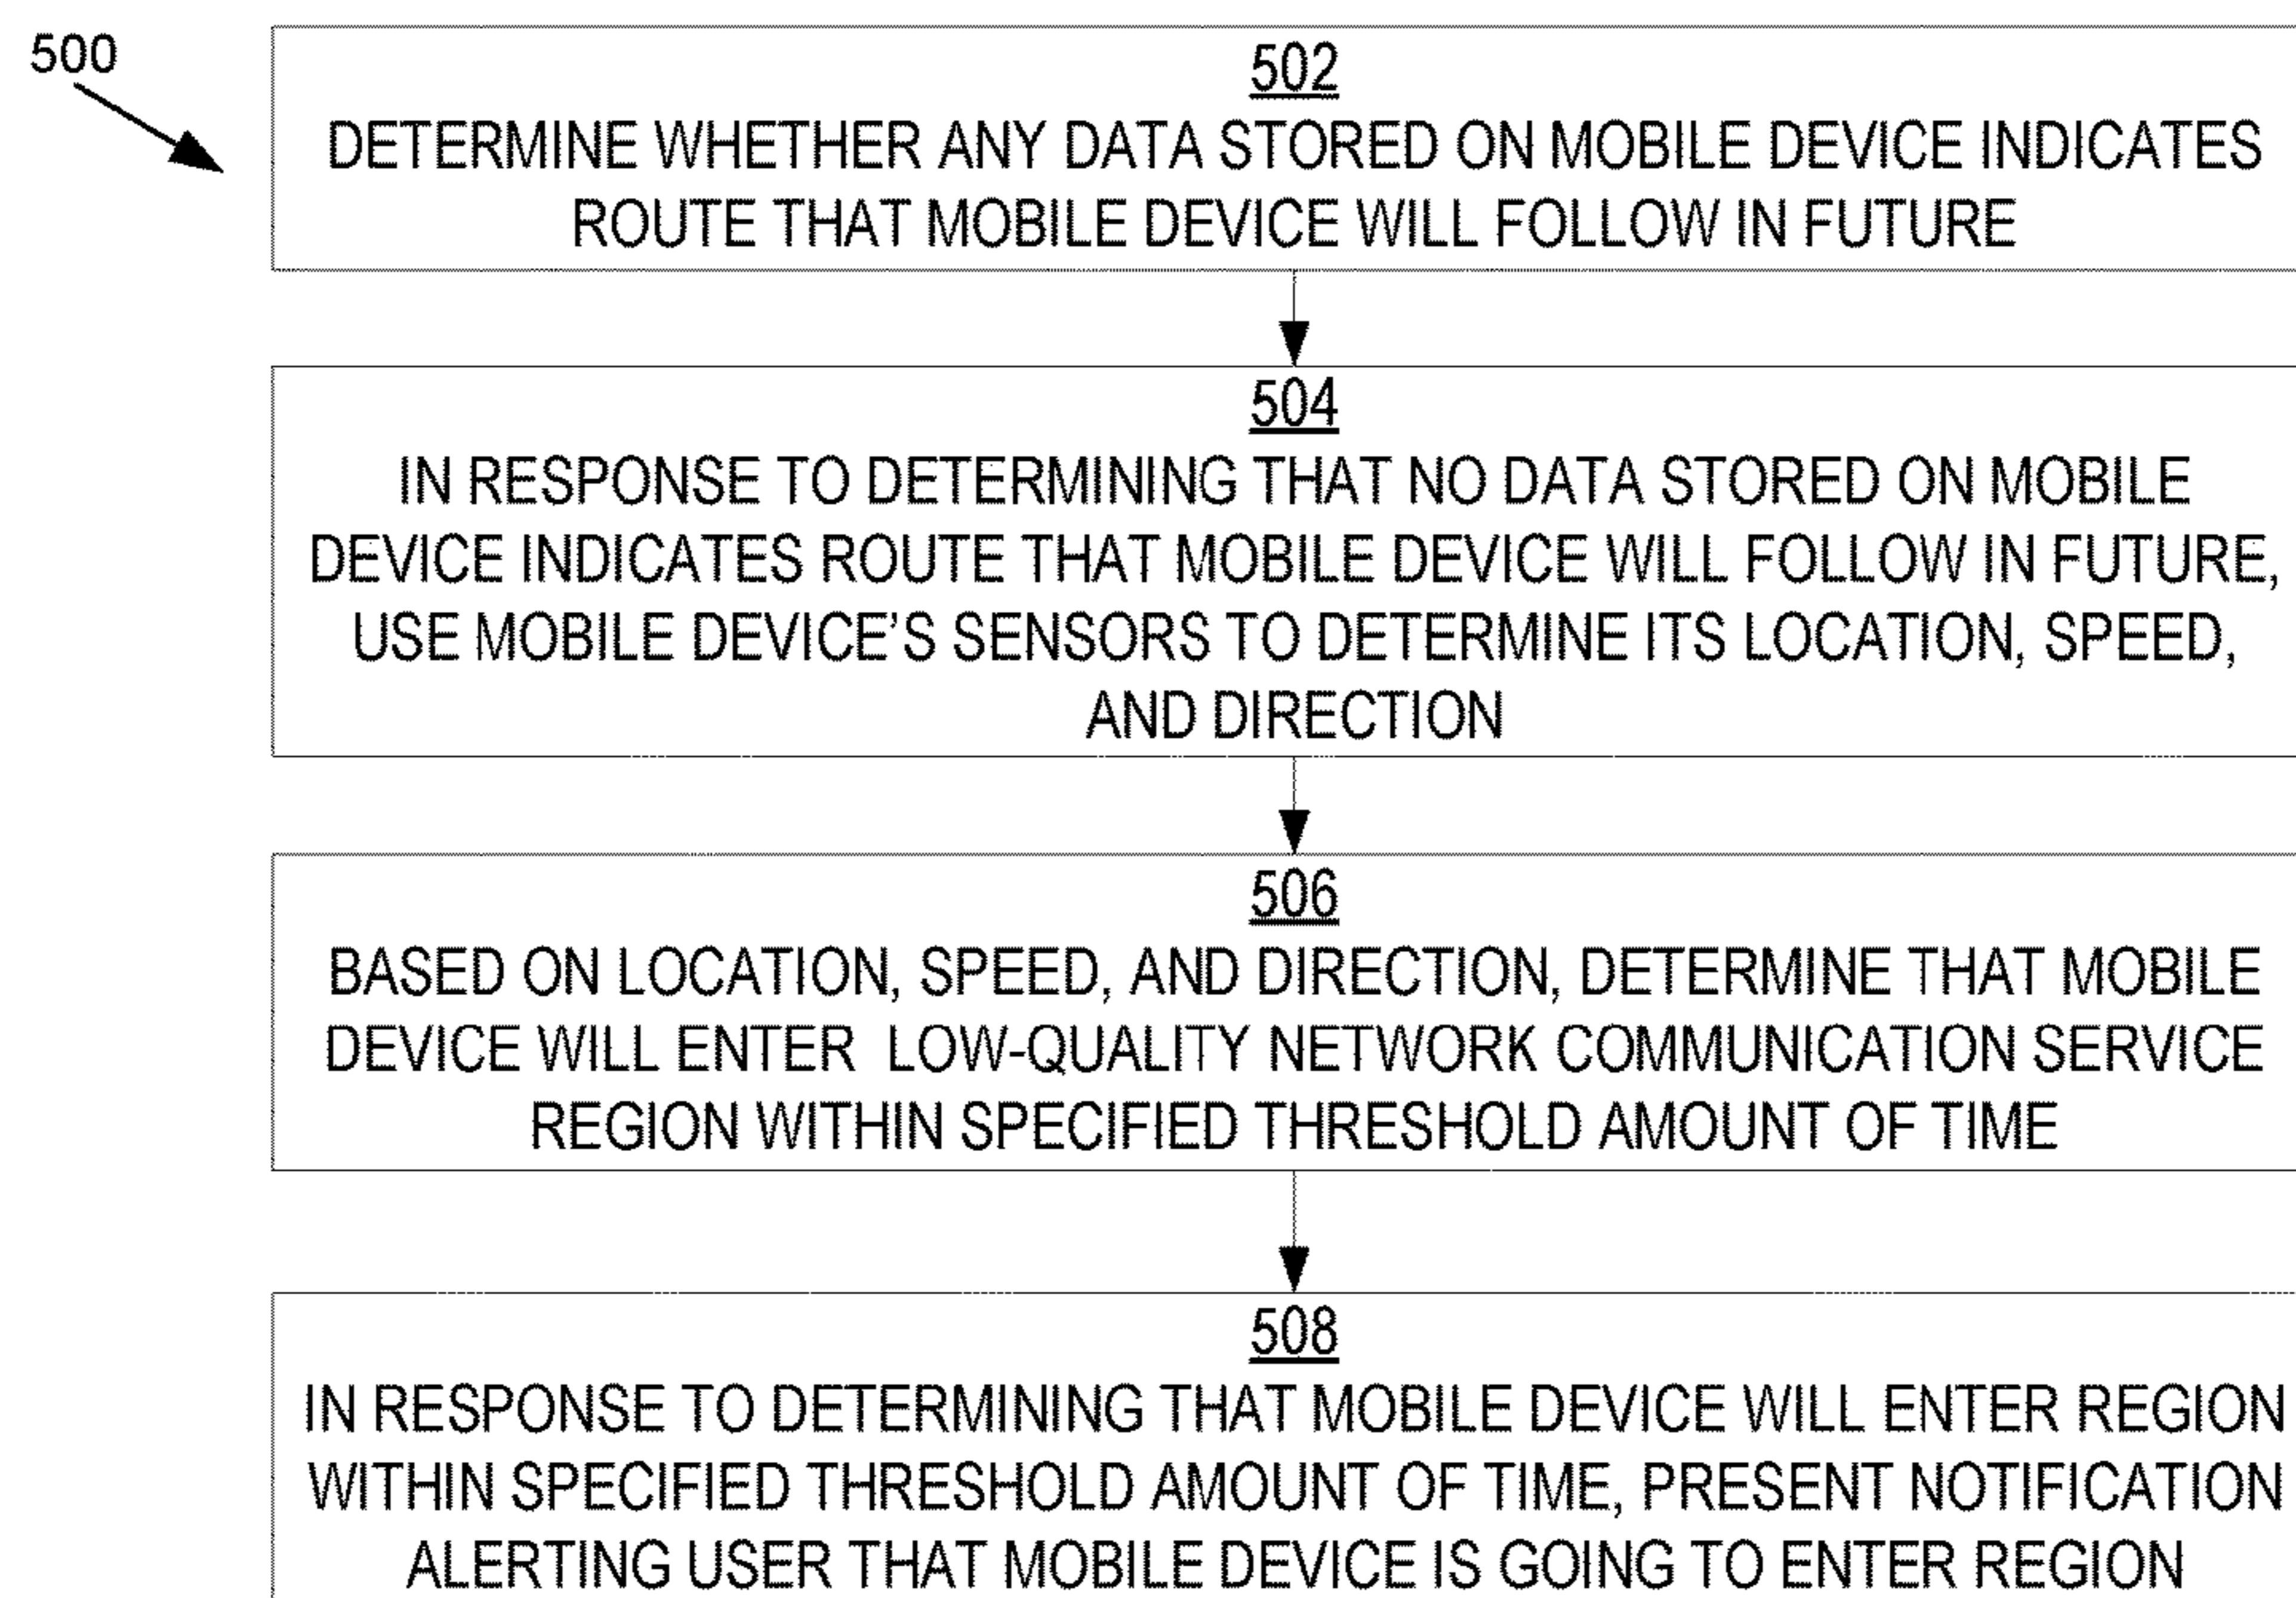 500
502
DETERMINE WHETHER ANY DATA STORED ON MOBILE DEVICE INDICATES
ROUTE THAT MOBILE DEVICE WILL FOLLOW IN FUTURE
504
IN RESPONSE TO DETERMINING THAT NO DATA STORED ON MOBILE
DEVICE INDICATES ROUTE THAT MOBILE DEVICE WILL FOLLOW IN FUTURE,
USE MOBILE DEVICE’S SENSORS TO DETERMINE ITS LOCATION, SPEED,
AND DIRECTION
506
BASED ON LOCATION, SPEED, AND DIRECTION, DETERMINE THAT MOBILE
DEVICE WILL ENTER LOW-QUALITY NETWORK COMMUNICATION SERVICE
REGION WITHIN SPECIFIED THRESHOLD AMOUNT OF TIME
508
IN RESPONSE TO DETERMINING THAT MOBILE DEVICE WILL ENTER REGION
WITHIN SPECIFIED THRESHOLD AMOUNT OF TIME, PRESENT NOTIFICATION
ALERTING USER THAT MOBILE DEVICE IS GOING TO ENTER REGION